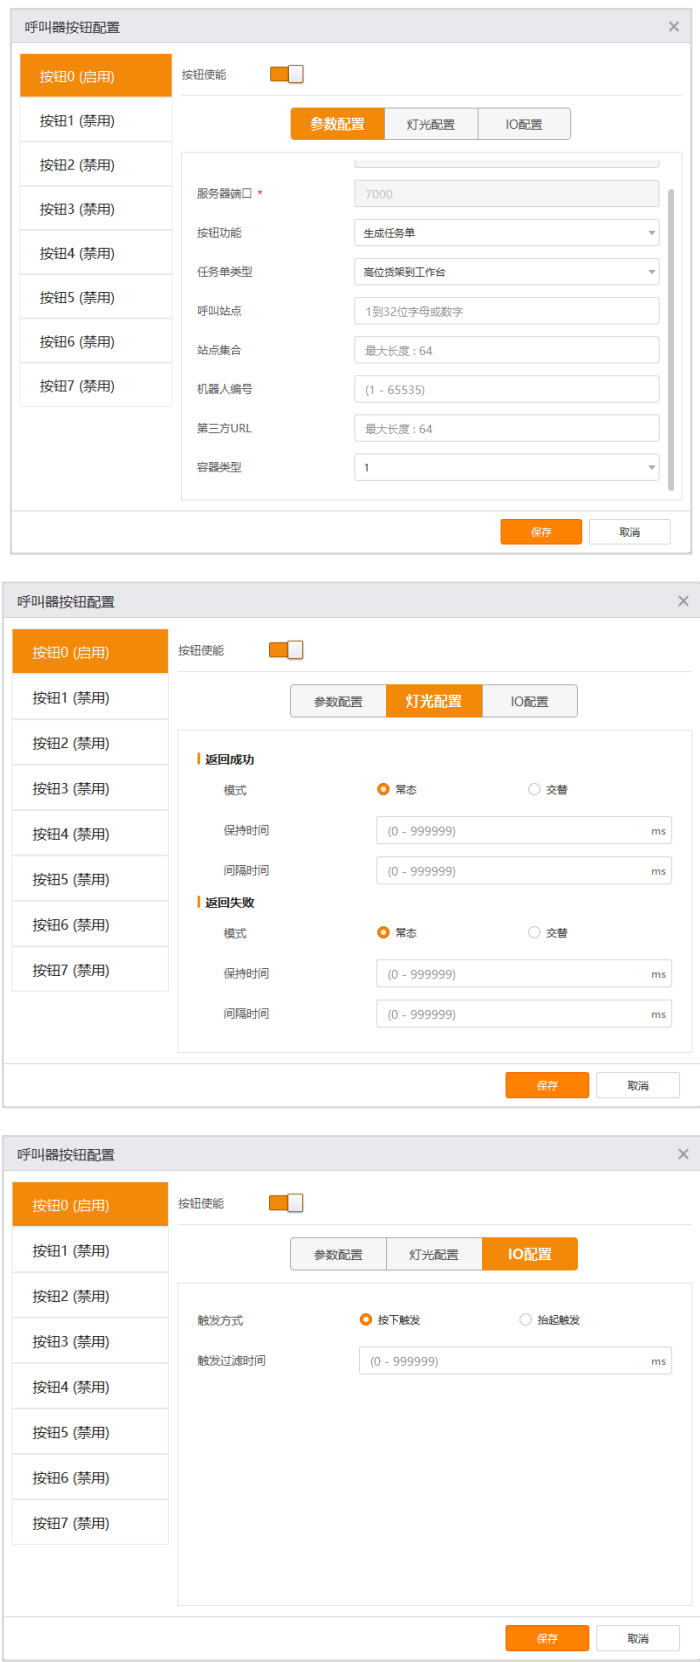 呼叫器按钮配置
按钮0 (启用)
按钮1 (禁用)
按钮2 (禁用)
按钮3 (禁用)
按钮4 (禁用)
按钮5 (禁用)
按钮6 (禁用)
按钮7 (禁用)
按钮使能
参数配置 灯光配置 IO配置
服务器端口 * 7000
按钮功能 生成任务单
任务单类型 高位货架到工作台
呼叫站点 1到32位字母或数字
站点集合 最大长度 : 64
机器人编号 (1 - 65535)
第三方URL 最大长度 : 64
容器类型 1
保存 取消
呼叫器按钮配置
按钮0 (启用)
按钮1 (禁用)
按钮2 (禁用)
按钮3 (禁用)
按钮4 (禁用)
按钮5 (禁用)
按钮6 (禁用)
按钮7 (禁用)
按钮使能
参数配置 灯光配置 IO配置
返回成功
模式 常态 交替
保持时间 (0 - 999999) ms
间隔时间 (0 - 999999) ms
返回失败
模式 常态 交替
保持时间 (0 - 999999) ms
间隔时间 (0 - 999999) ms
保存 取消
呼叫器按钮配置
按钮0 (启用)
按钮1 (禁用)
按钮2 (禁用)
按钮3 (禁用)
按钮4 (禁用)
按钮5 (禁用)
按钮6 (禁用)
按钮7 (禁用)
按钮使能
参数配置 灯光配置 IO配置
触发方式 按下触发 抬起触发
触发过滤时间 (0 - 999999) ms
保存 取消